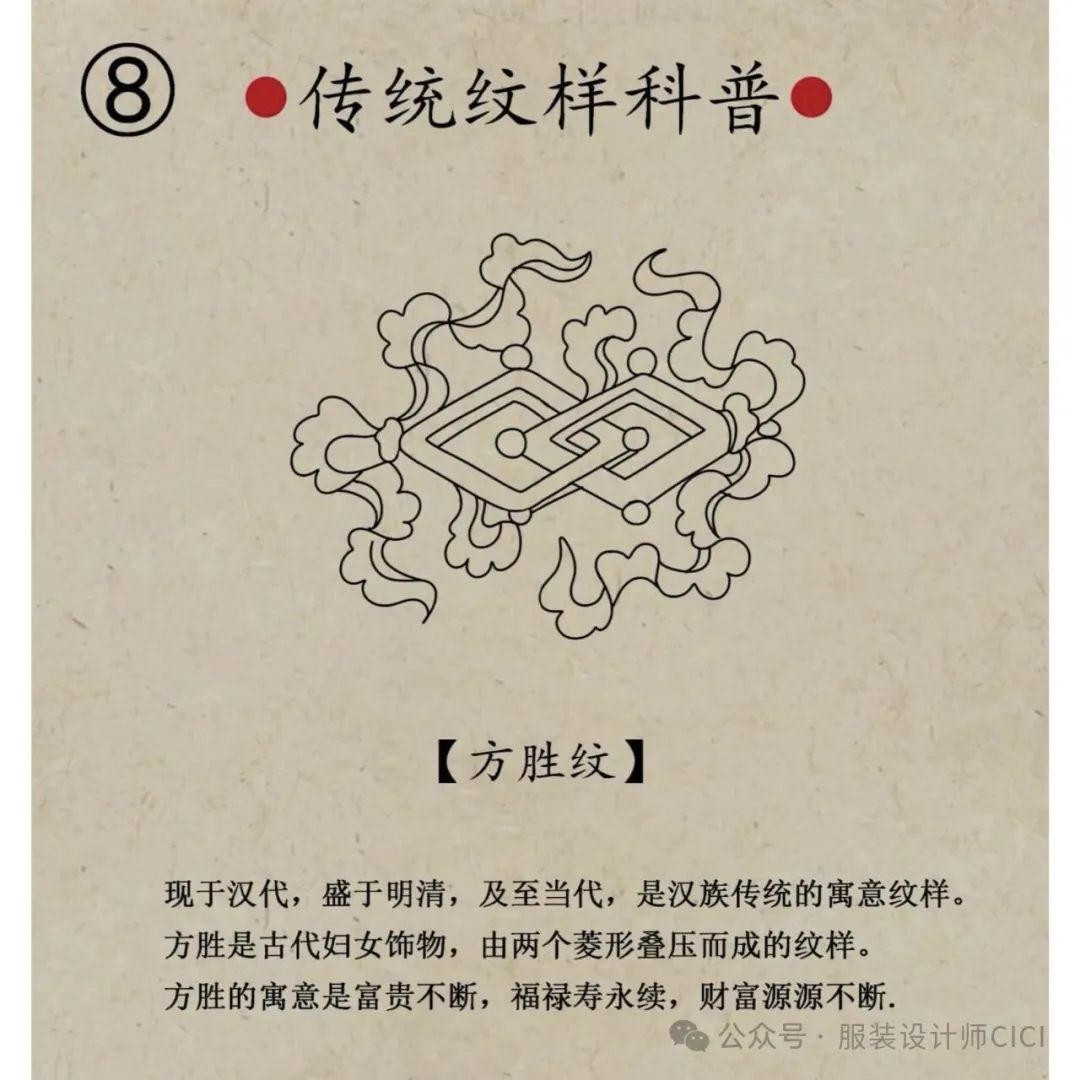 ⑧
●传统纹样科普●
【方胜纹】
现于汉代，盛于明清，及至当代，是汉族传统的寓意纹样。
方胜是古代妇女饰物，由两个菱形叠压而成的纹样。
方胜的寓意是富贵不断，福禄寿永续，财富源源不断.
公众号 · 服装设计师CICI